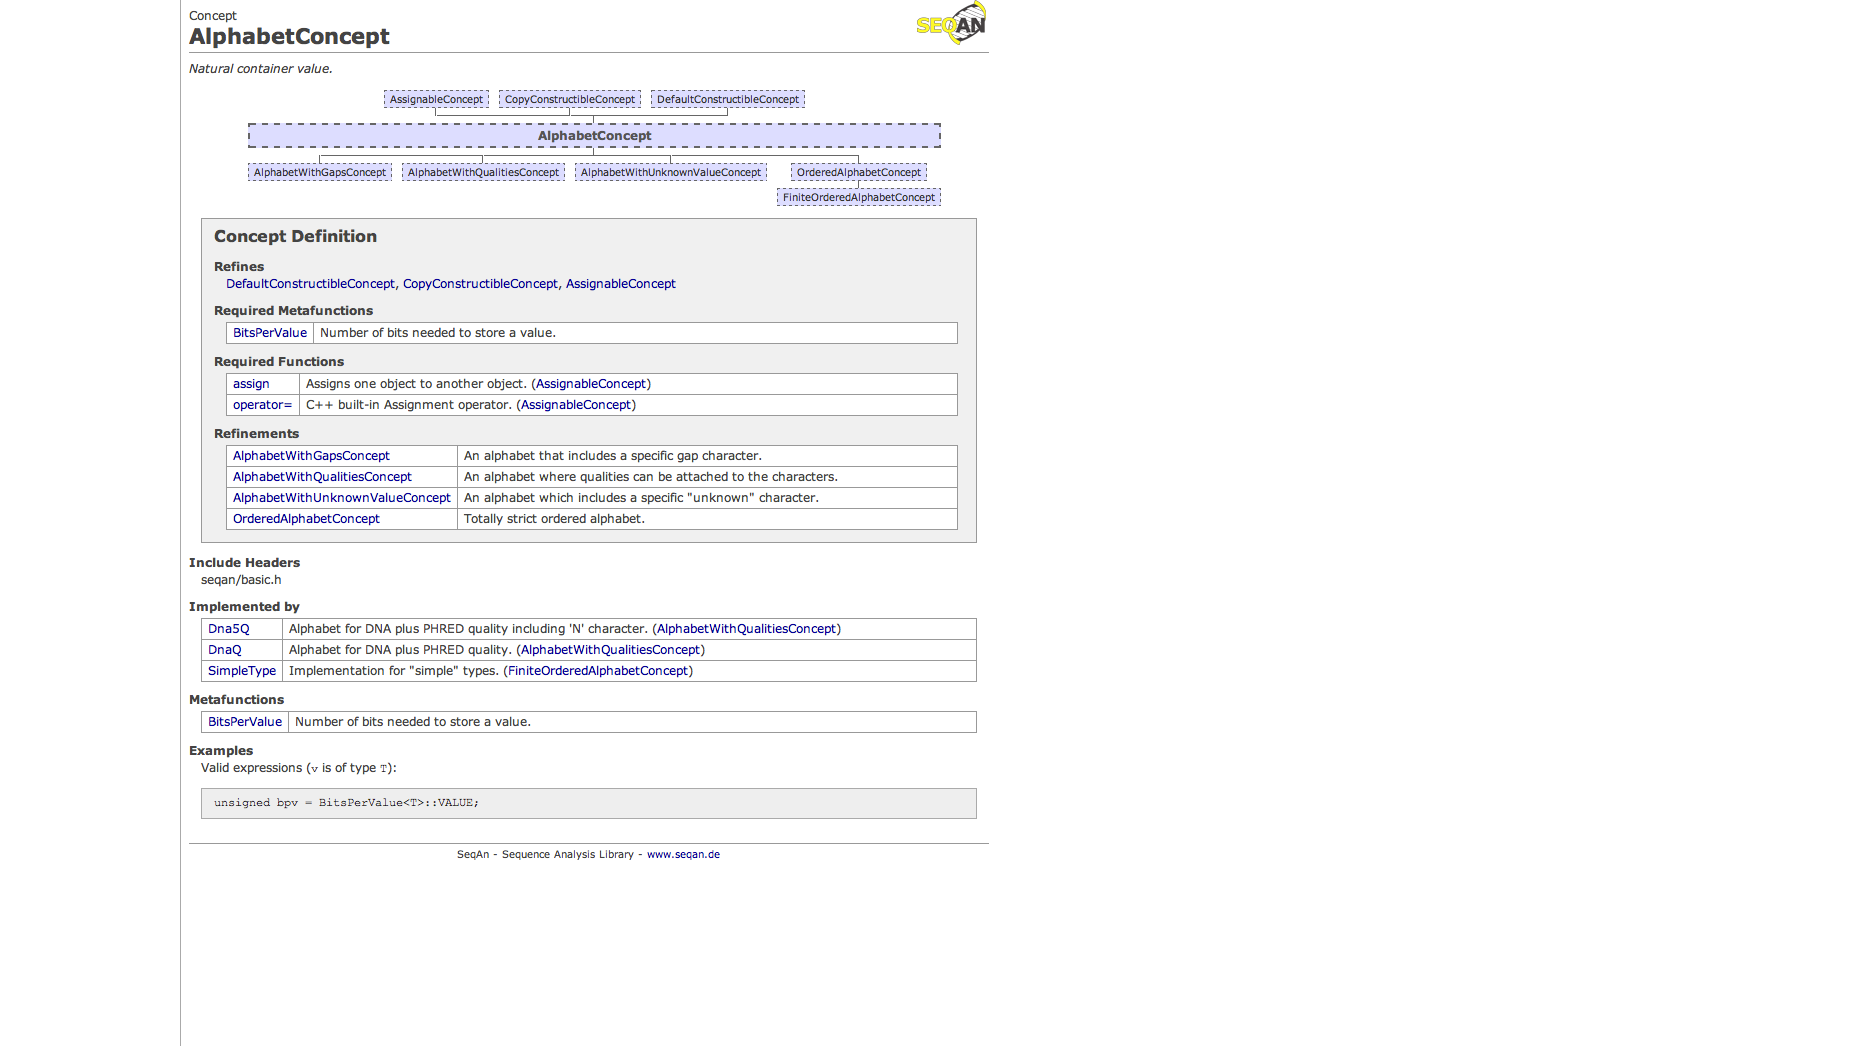 Concept
AlphabetConcept
SEQAN
Natural container value.
AssignableConcept CopyConstructibleConcept DefaultConstructibleConcept
AlphabetConcept
AlphabetWithGapsConcept AlphabetWithQualitiesConcept AlphabetWithUnknownValueConcept OrderedAlphabetConcept
FiniteOrderedAlphabetConcept
Concept Definition
Refines
DefaultConstructibleConcept, CopyConstructibleConcept, AssignableConcept
Required Metafunctions
BitsPerValue Number of bits needed to store a value.
Required Functions
assign Assigns one object to another object. (AssignableConcept)
operator= C++ built-in Assignment operator. (AssignableConcept)
Refinements
AlphabetWithGapsConcept An alphabet that includes a specific gap character.
AlphabetWithQualitiesConcept An alphabet where qualities can be attached to the characters.
AlphabetWithUnknownValueConcept An alphabet which includes a specific "unknown" character.
OrderedAlphabetConcept Totally strict ordered alphabet.
Include Headers
seqan/basic.h
Implemented by
Dna5Q Alphabet for DNA plus PHRED quality including 'N' character. (AlphabetWithQualitiesConcept)
DnaQ Alphabet for DNA plus PHRED quality. (AlphabetWithQualitiesConcept)
SimpleType Implementation for "simple" types. (FiniteOrderedAlphabetConcept)
Metafunctions
BitsPerValue Number of bits needed to store a value.
Examples
Valid expressions (v is of type T):
unsigned bpv = BitsPerValue<T>::VALUE;
SeqAn - Sequence Analysis Library - www.seqan.de